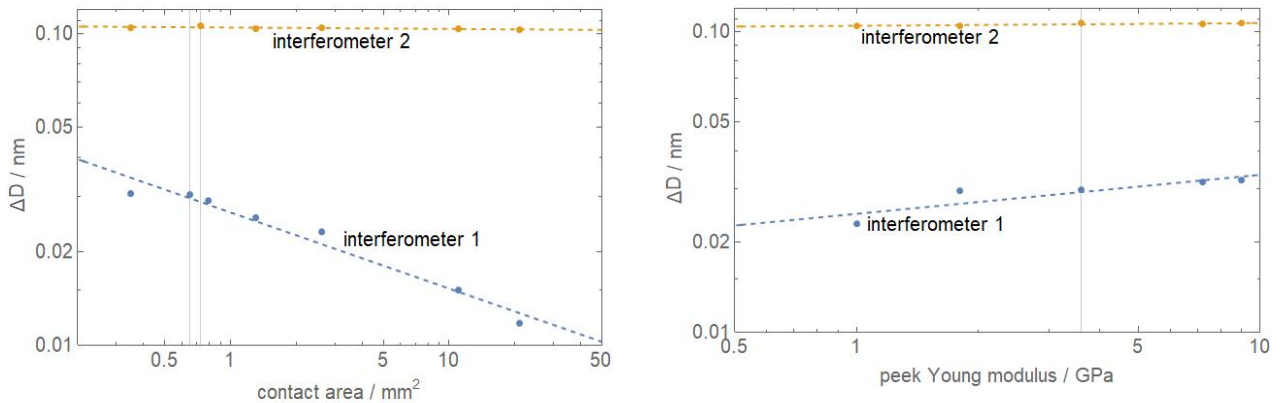 0.10
interferometer 2
0.05
ΔD / nm
0.02
interferometer 1
0.01
0.5 1 5 10 50
contact area / mm²
0.10
interferometer 2
0.05
ΔD / nm
0.02
interferometer 1
0.01
0.5 1 5 10
peek Young modulus / GPa